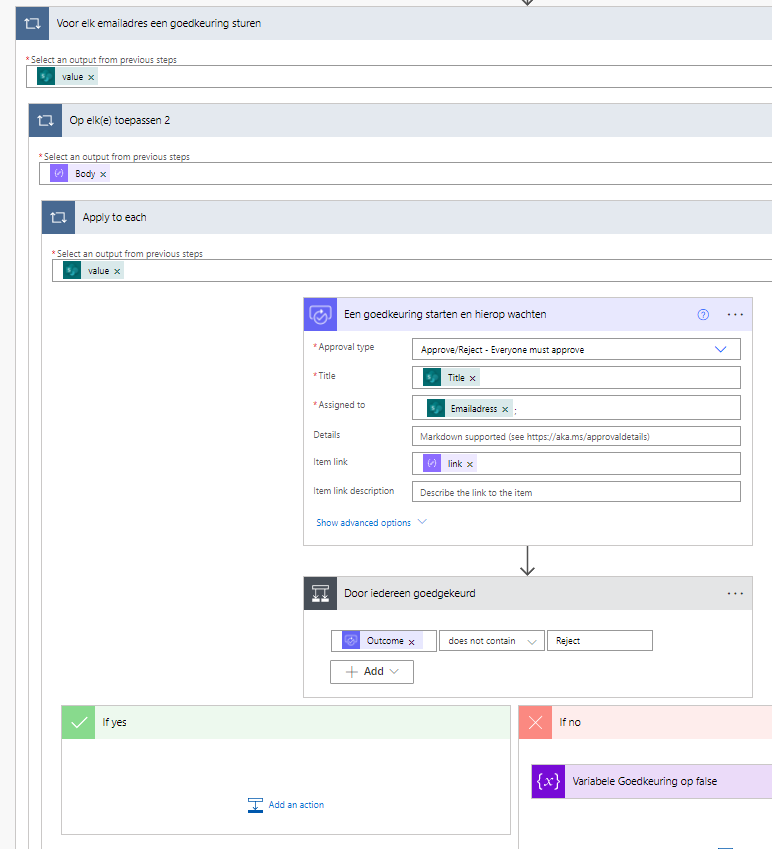 Voor elk emailadres een goedkeuring sturen
* Select an output from previous steps
value ×
Op elk(e) toepassen 2
* Select an output from previous steps
Body ×
Apply to each
* Select an output from previous steps
value ×
Een goedkeuring starten en hierop wachten
* Approval type
Approve/Reject - Everyone must approve
* Title
Title ×
* Assigned to
Emailadress × ;
Details
Markdown supported (see https://aka.ms/approvaldetails)
Item link
link ×
Item link description
Describe the link to the item
Show advanced options
Door iedereen goedgekeurd
Outcome × does not contain Reject
+ Add
If yes
If no
{x} Variabele Goedkeuring op false
Add an action